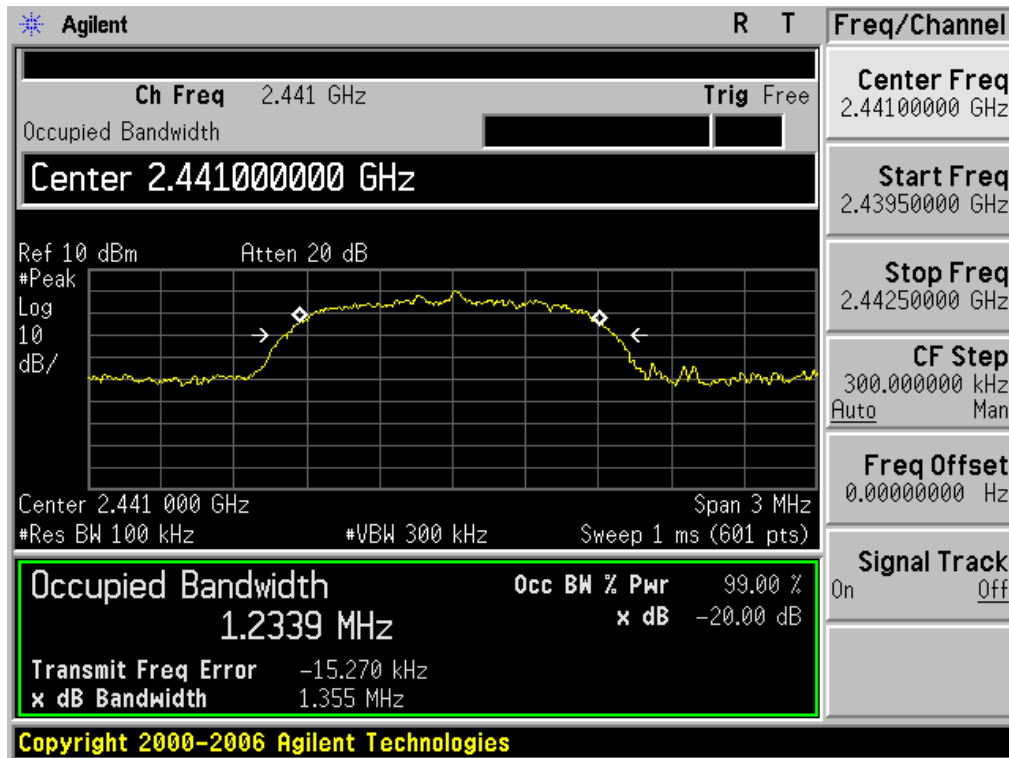 Agilent R T
Freq/Channel
Ch Freq 2.441 GHz Trig Free
Occupied Bandwidth
Center 2.441000000 GHz
Ref 10 dBm Atten 20 dB
#Peak
Log
10
dB/
Center 2.441 000 GHz Span 3 MHz
#Res BW 100 kHz #VBW 300 kHz Sweep 1 ms (601 pts)
Occupied Bandwidth Occ BW % Pwr 99.00 %
1.2339 MHz x dB -20.00 dB
Transmit Freq Error -15.270 kHz
x dB Bandwidth 1.355 MHz
Center Freq
2.44100000 GHz
Start Freq
2.43950000 GHz
Stop Freq
2.44250000 GHz
CF Step
300.000000 kHz
Auto Man
Freq Offset
0.00000000 Hz
Signal Track
On Off
Copyright 2000-2006 Agilent Technologies